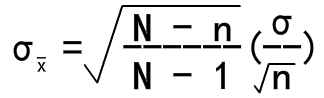 σ_x̄ = √((N − n)/(N − 1)) (σ/√n)